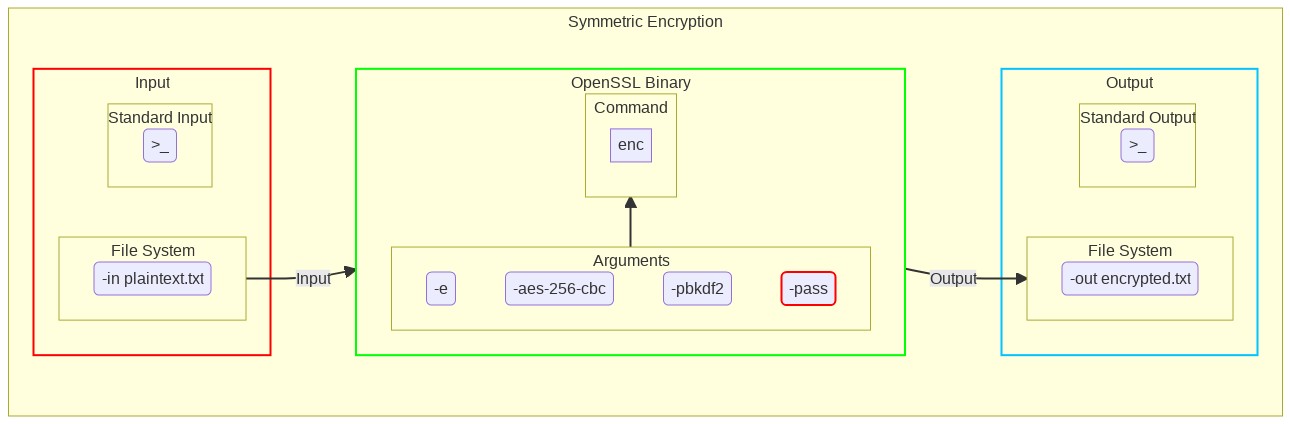 Symmetric Encryption
Input
Standard Input
>_
File System
-in plaintext.txt
Input
OpenSSL Binary
Command
enc
Arguments
-e
-aes-256-cbc
-pbkdf2
-pass
Output
Output
Standard Output
>_
File System
-out encrypted.txt